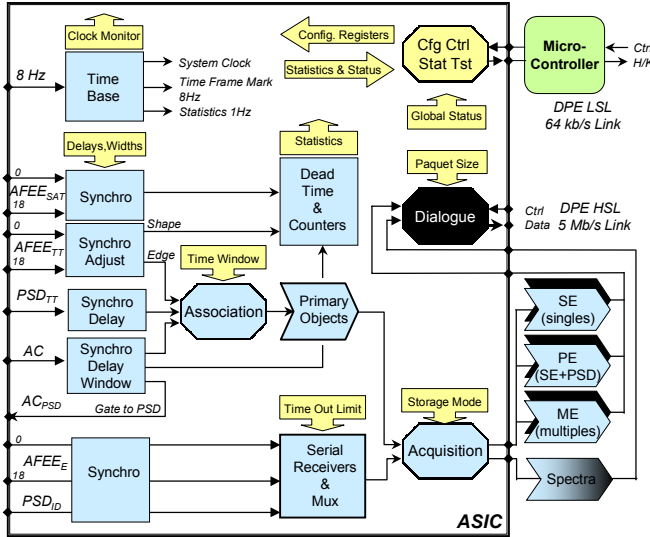 Clock Monitor
Config. Registers
Cfg Ctrl
Stat Tst
Micro-
Controller
Ctrl
H/K
8 Hz
Time
Base
System Clock
Time Frame Mark
8Hz
Statistics 1Hz
Statistics & Status
DPE LSL
64 kb/s Link
Global Status
Delays,Widths
Statistics
Paquet Size
0
AFEE SAT
18
Synchro
Dead
Time
&
Counters
Dialogue
Ctrl
Data
DPE HSL
5 Mb/s Link
0
AFEE TT
18
Synchro
Adjust
Shape
Edge
Time Window
PSD TT
Synchro
Delay
Association
Primary
Objects
SE
(singles)
AC
Synchro
Delay
Window
PE
(SE+PSD)
AC PSD
Gate to PSD
Time Out Limit
Storage Mode
ME
(multiples)
0
AFEE E
18
PSD ID
Synchro
Serial
Receivers
&
Mux
Acquisition
Spectra
ASIC